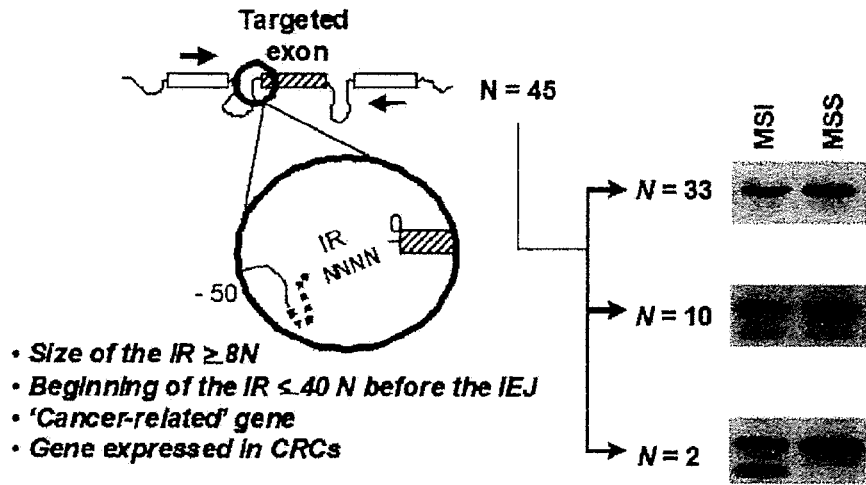 Targeted
exon
N = 45
MSI
MSS
N = 33
0
IR
NNNN
- 50
N = 10
• Size of the IR ≥8N
• Beginning of the IR ≤ 40 N before the IEJ
• 'Cancer-related' gene
• Gene expressed in CRCs
N = 2